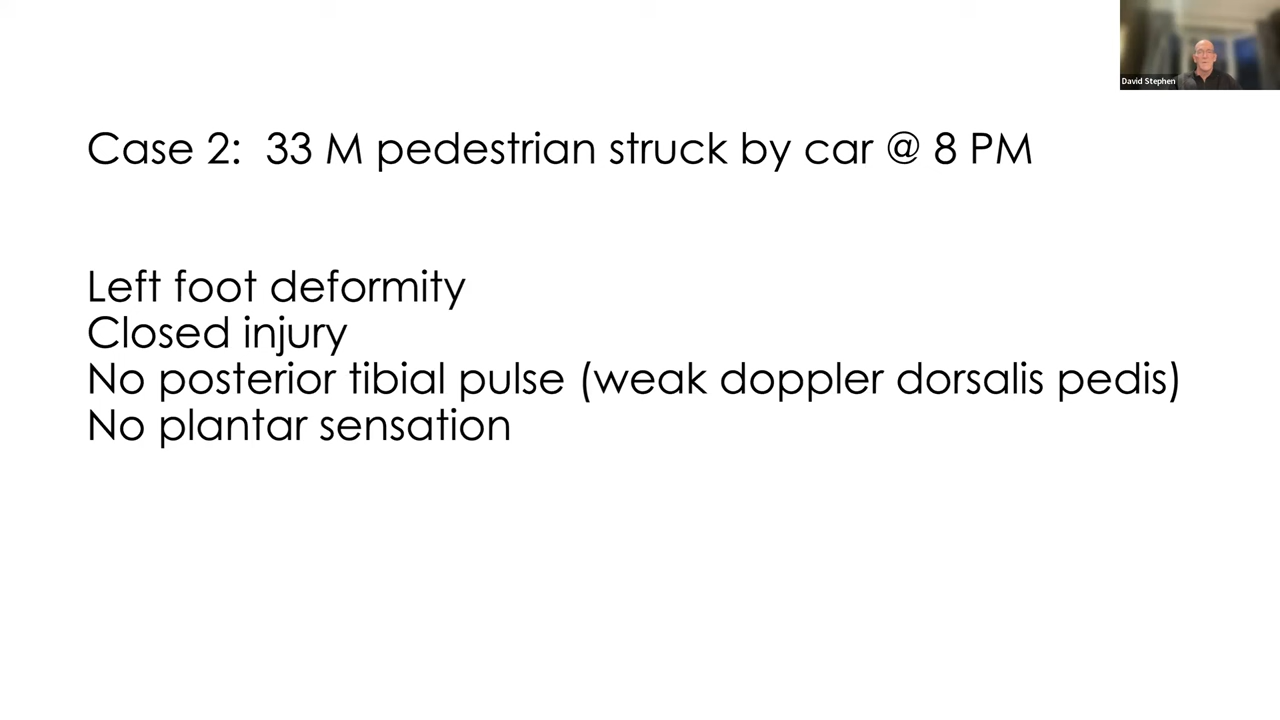 David Stephen
Case 2: 33 M pedestrian struck by car @ 8 PM
Left foot deformity
Closed injury
No posterior tibial pulse (weak doppler dorsalis pedis)
No plantar sensation